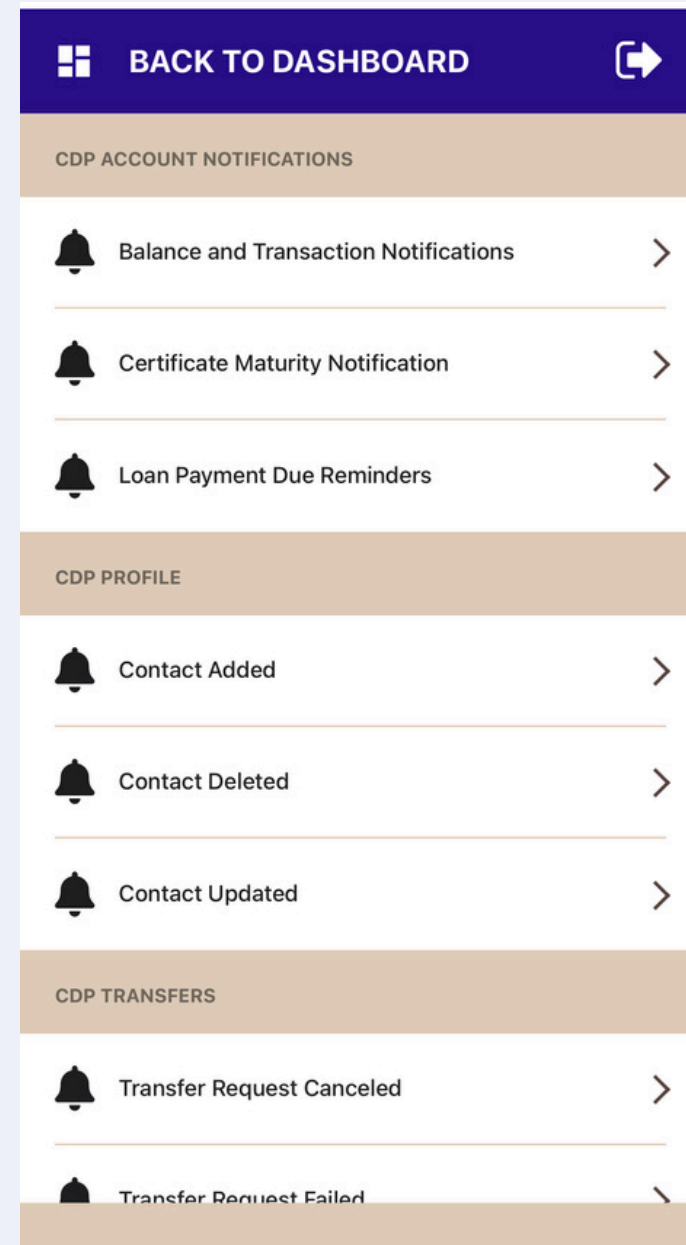 BACK TO DASHBOARD
CDP ACCOUNT NOTIFICATIONS
Balance and Transaction Notifications
Certificate Maturity Notification
Loan Payment Due Reminders
CDP PROFILE
Contact Added
Contact Deleted
Contact Updated
CDP TRANSFERS
Transfer Request Canceled
Transfer Request Failed